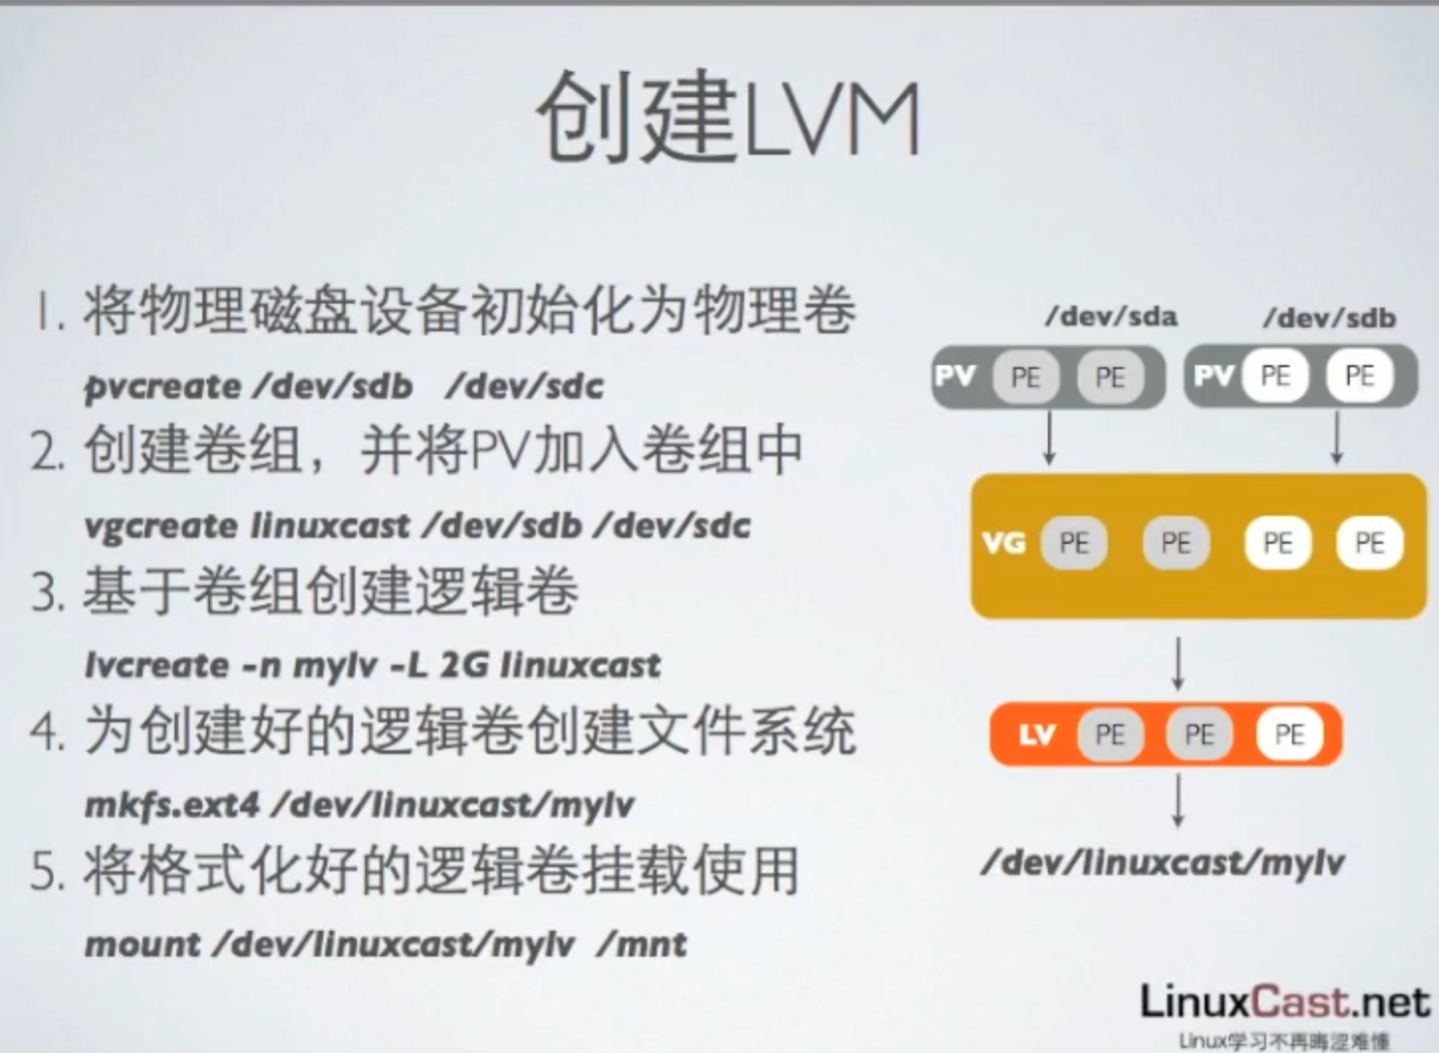 创建LVM
1. 将物理磁盘设备初始化为物理卷
pvcreate /dev/sdb /dev/sdc
2. 创建卷组，并将PV加入卷组中
vgcreate linuxcast /dev/sdb /dev/sdc
3. 基于卷组创建逻辑卷
lvcreate -n mylv -L 2G linuxcast
4. 为创建好的逻辑卷创建文件系统
mkfs.ext4 /dev/linuxcast/mylv
5. 将格式化好的逻辑卷挂载使用
mount /dev/linuxcast/mylv /mnt
/dev/sda /dev/sdb
PV PE PE PV PE PE
VG PE PE PE PE
LV PE PE PE
/dev/linuxcast/mylv
LinuxCast.net
Linux学习不再晦涩难懂